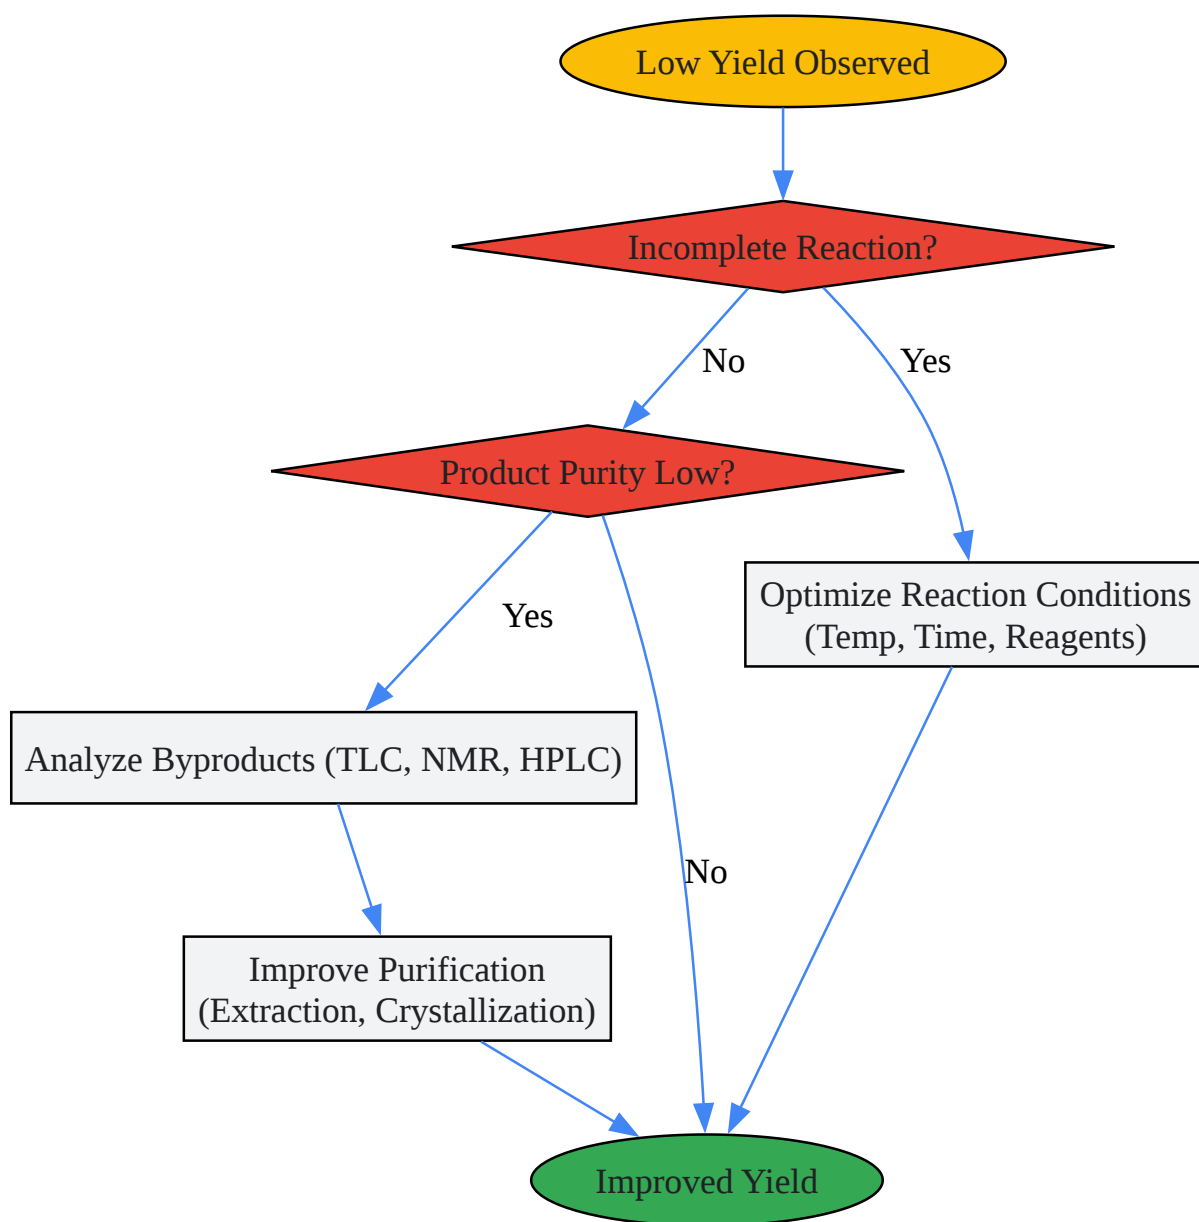 Low Yield Observed
Incomplete Reaction?
No
Yes
Product Purity Low?
Optimize Reaction Conditions
(Temp, Time, Reagents)
Yes
Analyze Byproducts (TLC, NMR, HPLC)
No
Improve Purification
(Extraction, Crystallization)
Improved Yield